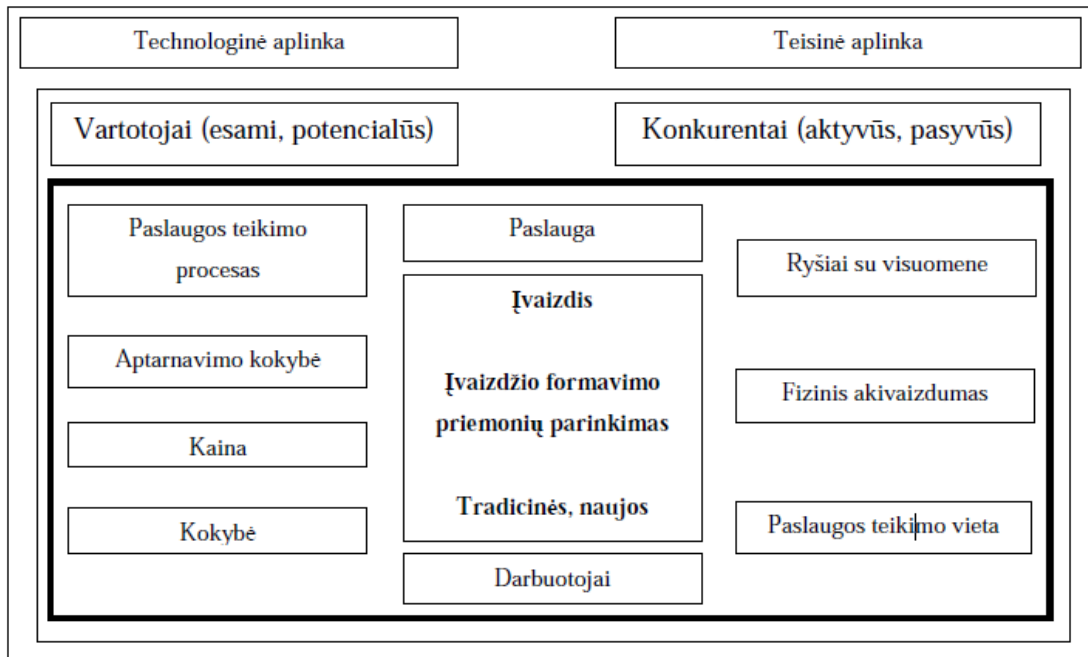 Technologinė aplinka
Teisinė aplinka
Vartotojai (esami, potencialūs)
Konkurentai (aktyvūs, pasyvūs)
Paslaugos teikimo
procesas
Aptarnavimo kokybė
Kaina
Kokybė
Paslauga
Įvaizdis
Įvaizdžio formavimo
priemonių parinkimas
Tradicinės, naujos
Darbuotojai
Ryšiai su visuomene
Fizinis akivaizdumas
Paslaugos teikimo vieta